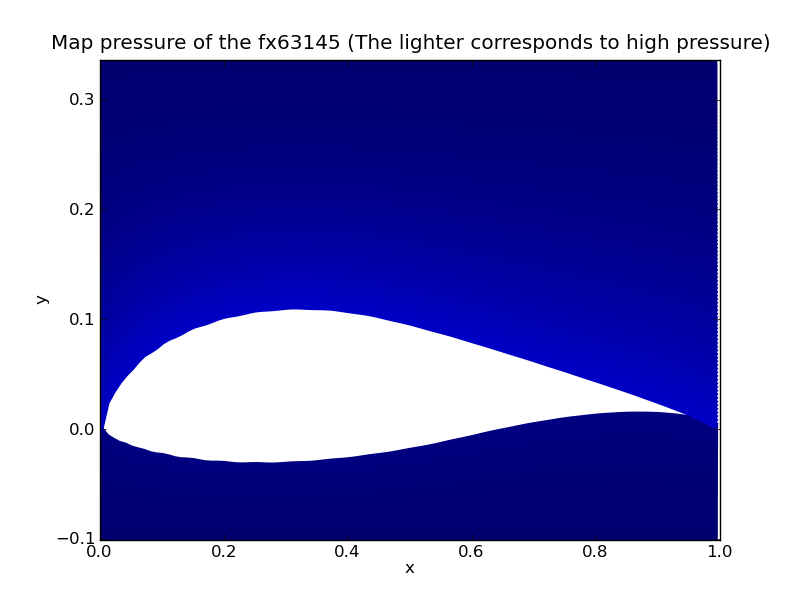 Map pressure of the fx63145 (The lighter corresponds to high pressure)
0.3
0.2
y
0.1
0.0
−0.1
0.0 0.2 0.4 0.6 0.8 1.0
x